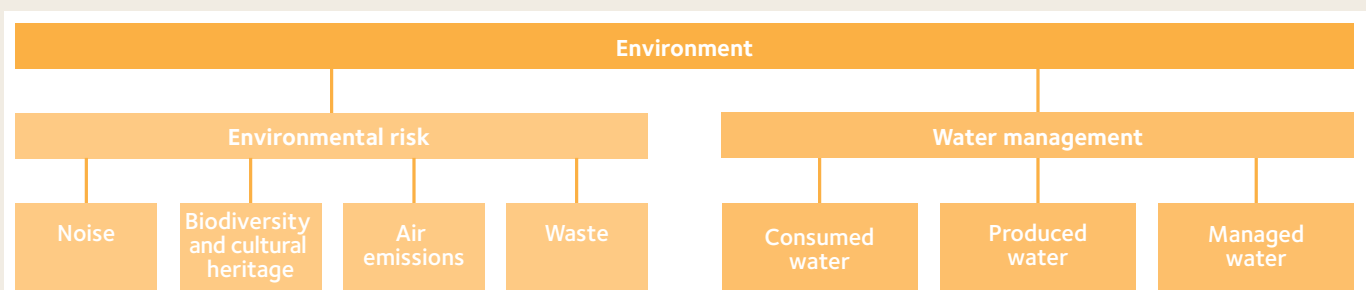 Environment
Environmental risk
Water management
Noise
Biodiversity
and cultural
heritage
Air
emissions
Waste
Consumed
water
Produced
water
Managed
water